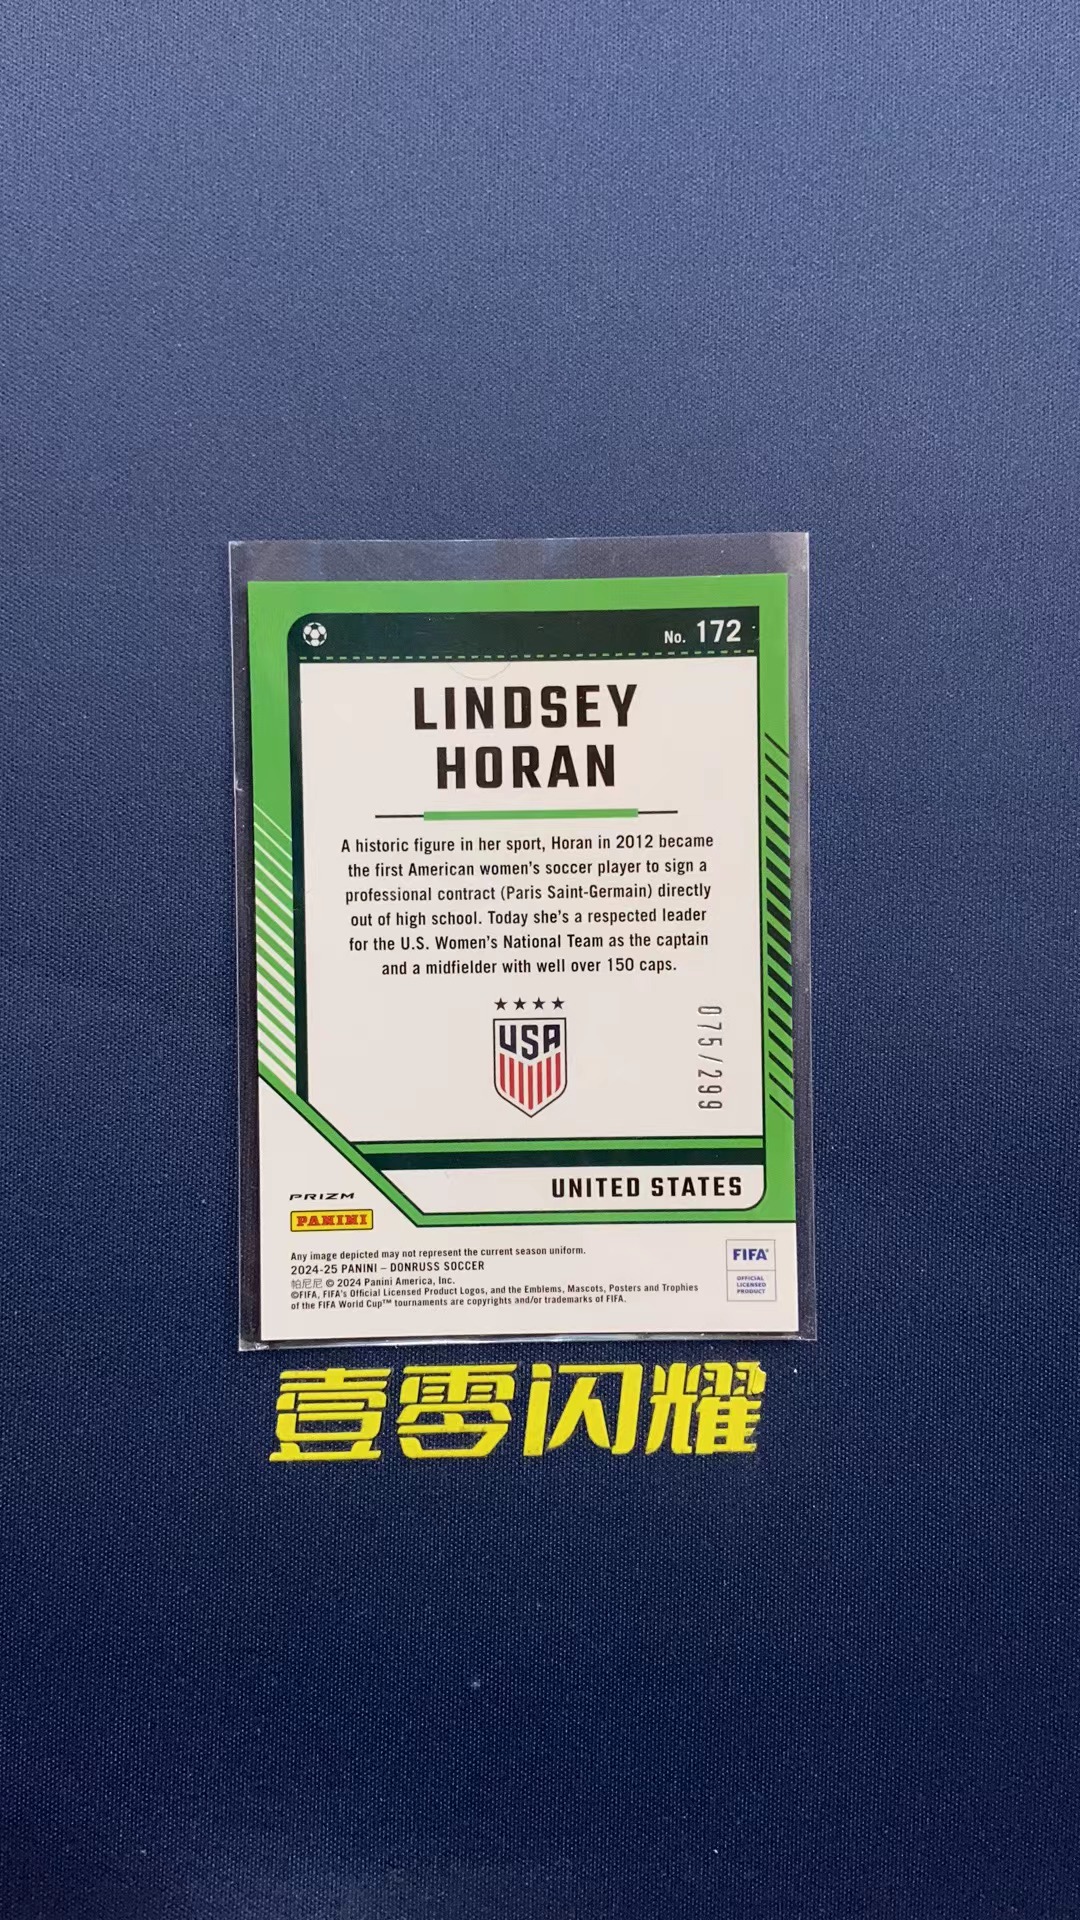 No. 172
LINDSEY
HORAN
A historic figure in her sport, Horan in 2012 became
the first American women's soccer player to sign a
professional contract (Paris Saint-Germain) directly
out of high school. Today she's a respected leader
for the U.S. Women's National Team as the captain
and a midfielder with well over 150 caps.
USA
075/299
UNITED STATES
PRIZM
PANINI
Any image depicted may not represent the current season uniform.
2024-25 PANINI – DONRUSS SOCCER
帕尼尼 © 2024 Panini America, Inc.
©FIFA, FIFA's Official Licensed Product Logos, and the Emblems, Mascots, Posters and Trophies
of the FIFA World Cup™ tournaments are copyrights and/or trademarks of FIFA.
FIFA®
OFFICIAL
LICENSED
PRODUCT
壹零闪耀